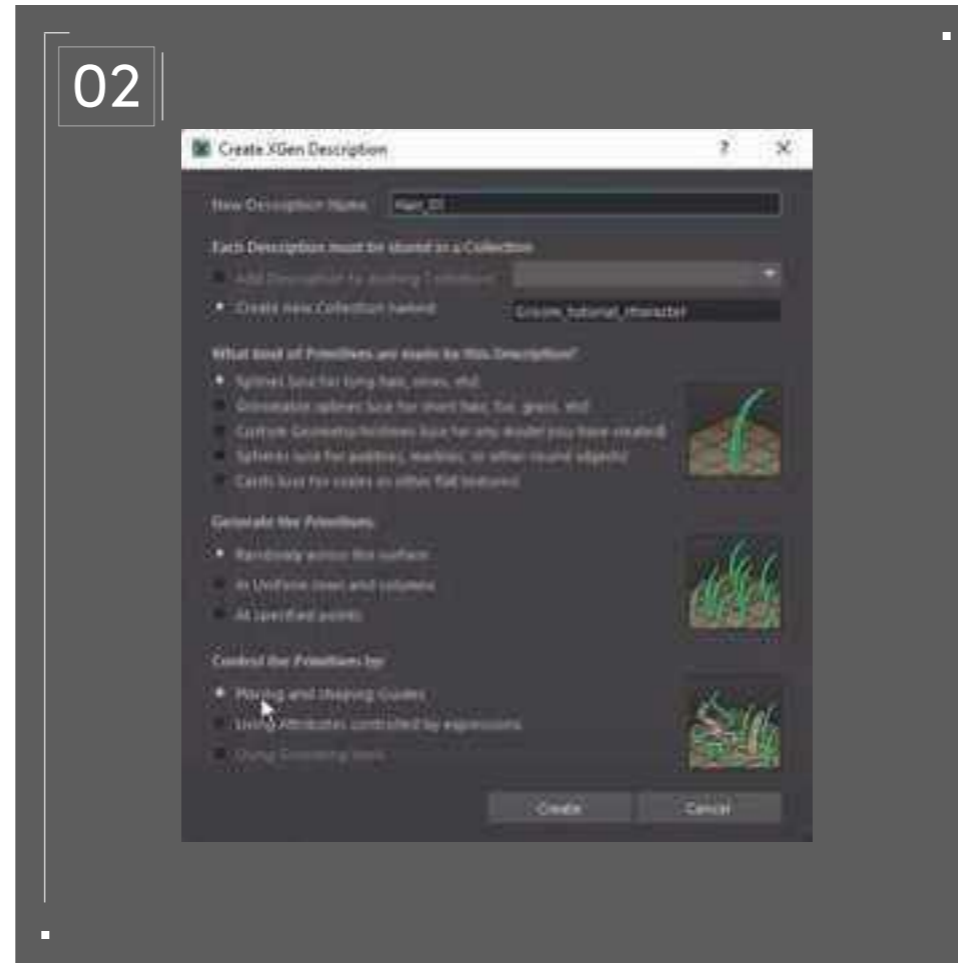 02
Create XGen Description
New Description Name Hair_01
Each Description must be stored in a Collection
Add Description to existing Collection
Create new Collection named Groom_tutorial_character
What kind of Primitives are made by this Description?
Splines (use for long hair, vines, etc)
Groomable splines (use for short hair, fur, grass, etc)
Custom Geometry/Archives (use for any model you have created)
Spheres (use for pebbles, marbles, or other round objects)
Cards (use for scales or other flat textures)
Generate the Primitives
Randomly across the surface
In Uniform rows and columns
At specified points
Control the Primitives by
Placing and shaping Guides
Using Attributes controlled by expressions
Using Grooming tools
Create Cancel